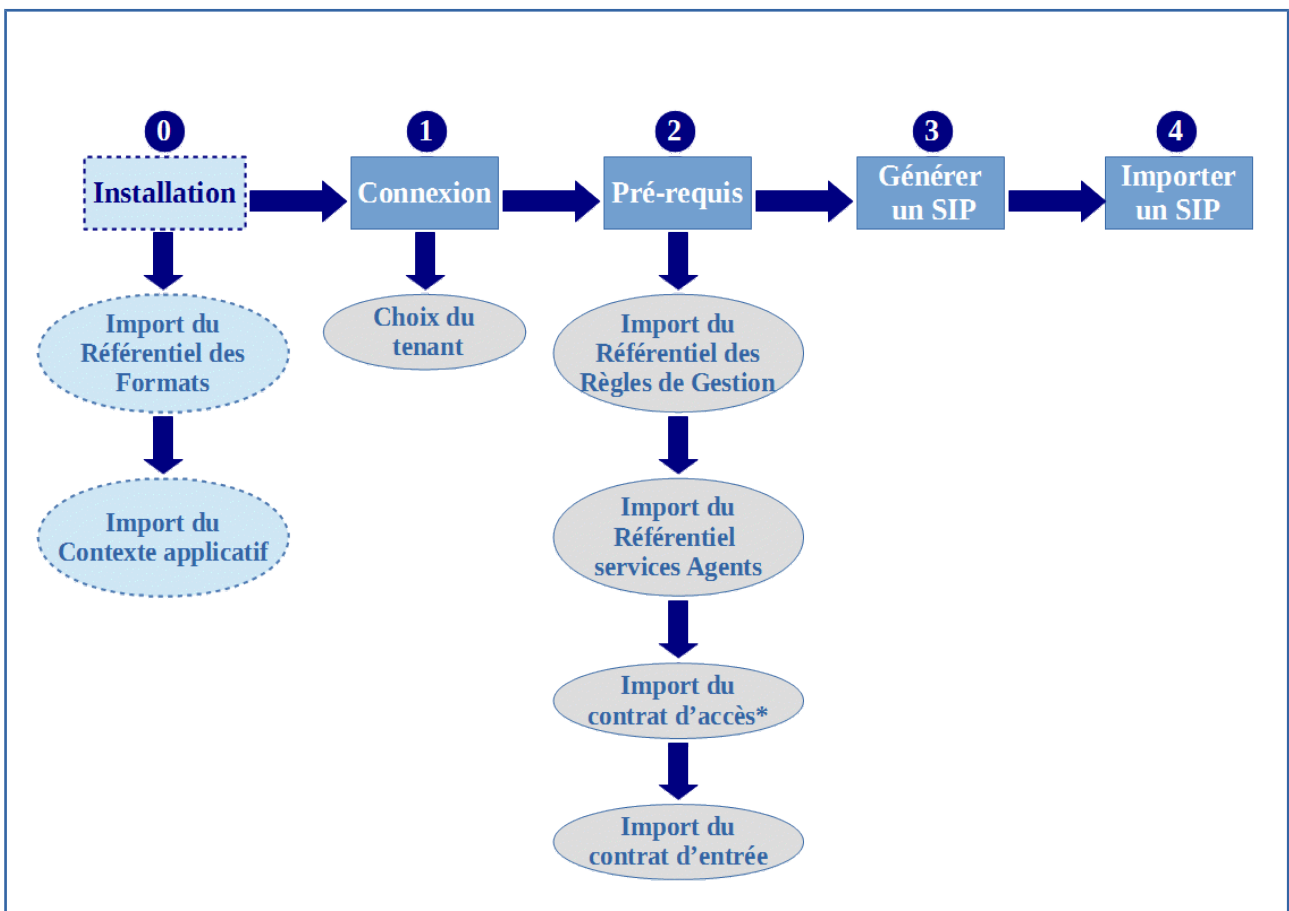 0
1
2
3
4
Installation
Connexion
Pré-requis
Générer
un SIP
Importer
un SIP
Import du
Référentiel des
Formats
Import du
Contexte applicatif
Choix du
tenant
Import du
Référentiel des
Règles de Gestion
Import du
Référentiel
services Agents
Import du
contrat d’accès*
Import du
contrat d’entrée